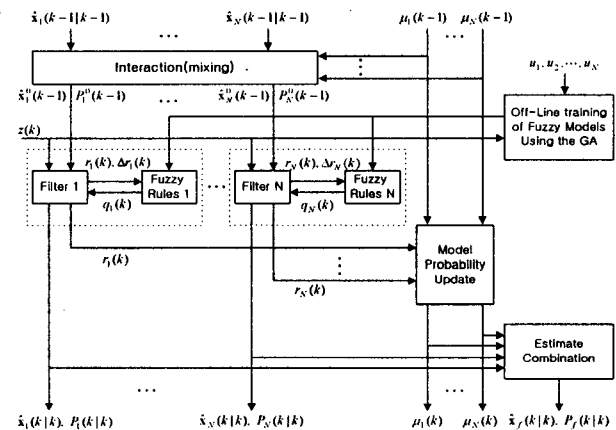 x̂₁(k−1|k−1) ... x̂_N(k−1|k−1) μ₁(k−1) ... μ_N(k−1)
Interaction(mixing)
u₁, u₂, ⋯, u_N
x̂₁⁰(k−1) P₁⁰(k−1) ... x̂_N⁰(k−1) P_N⁰(k−1)
Off-Line training
of Fuzzy Models
Using the GA
z(k)
r₁(k), Δr₁(k)
r_N(k), Δr_N(k)
Filter 1
Fuzzy
Rules 1
...
Filter N
Fuzzy
Rules N
q₁(k)
q_N(k)
r₁(k)
r_N(k)
Model
Probability
Update
Estimate
Combination
... ... ...
x̂₁(k|k), P₁(k|k) x̂_N(k|k), P_N(k|k) μ₁(k) μ_N(k) x̂_f(k|k), P_f(k|k)